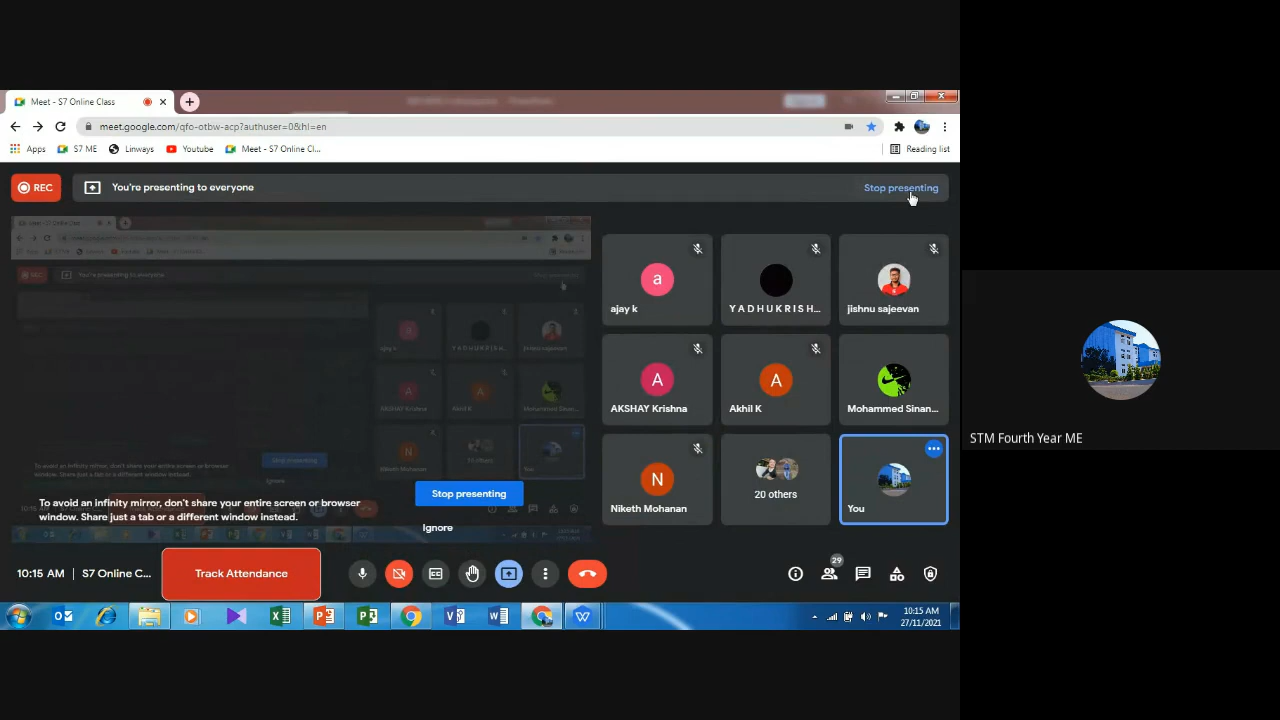 Meet - S7 Online Class
meet.google.com/qfo-otbw-acp?authuser=0&hl=en
Apps S7 ME Linways Youtube Meet - S7 Online Cl... Reading list
REC You're presenting to everyone Stop presenting
ajay k
Y A D H U K R I S H...
jishnu sajeevan
AKSHAY Krishna
Akhil K
Mohammed Sinan...
STM Fourth Year ME
Niketh Mohanan
20 others
You
To avoid an infinity mirror, don't share your entire screen or browser
window. Share just a tab or a different window instead.
Stop presenting
Ignore
10:15 AM | S7 Online C...
Track Attendance
29
10:15 AM
27/11/2021